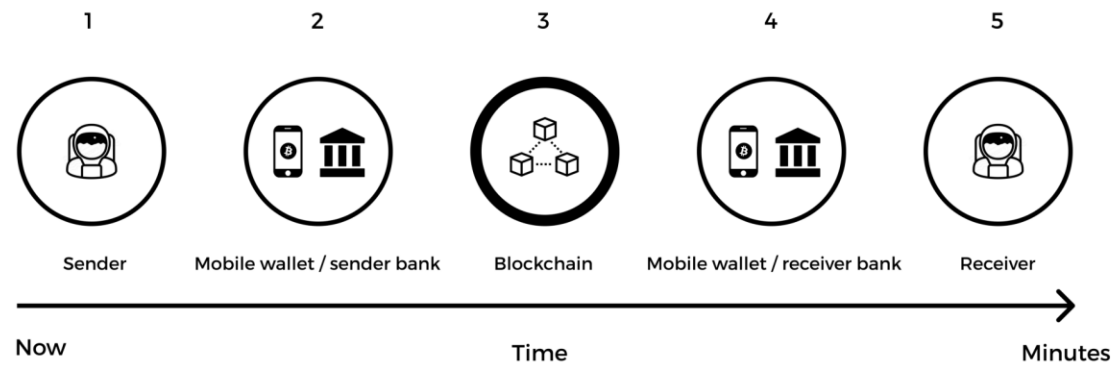 1 2 3 4 5
Sender Mobile wallet / sender bank Blockchain Mobile wallet / receiver bank Receiver
Now Time Minutes